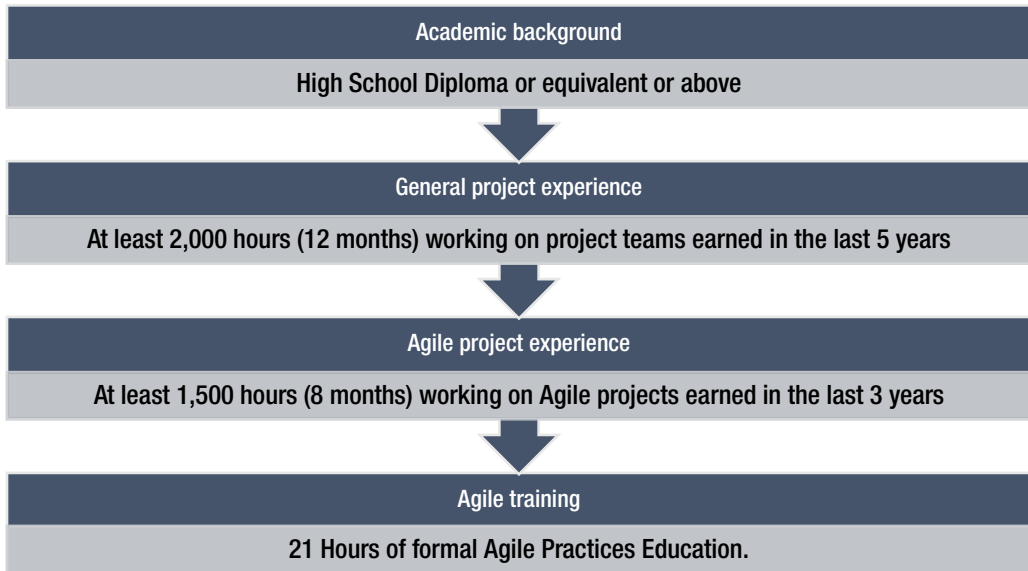 Academic background
High School Diploma or equivalent or above
General project experience
At least 2,000 hours (12 months) working on project teams earned in the last 5 years
Agile project experience
At least 1,500 hours (8 months) working on Agile projects earned in the last 3 years
Agile training
21 Hours of formal Agile Practices Education.